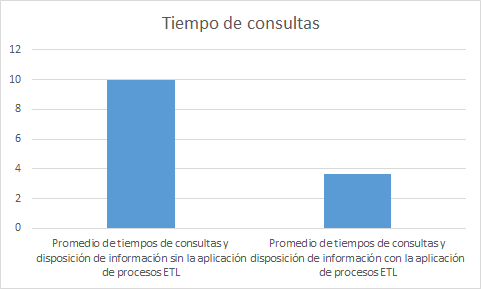 Tiempo de consultas
12
10
8
6
4
2
0
Promedio de tiempos de consultas y
disposición de información sin la aplicación
de procesos ETL
Promedio de tiempos de consultas y
disposición de información con la aplicación
de procesos ETL